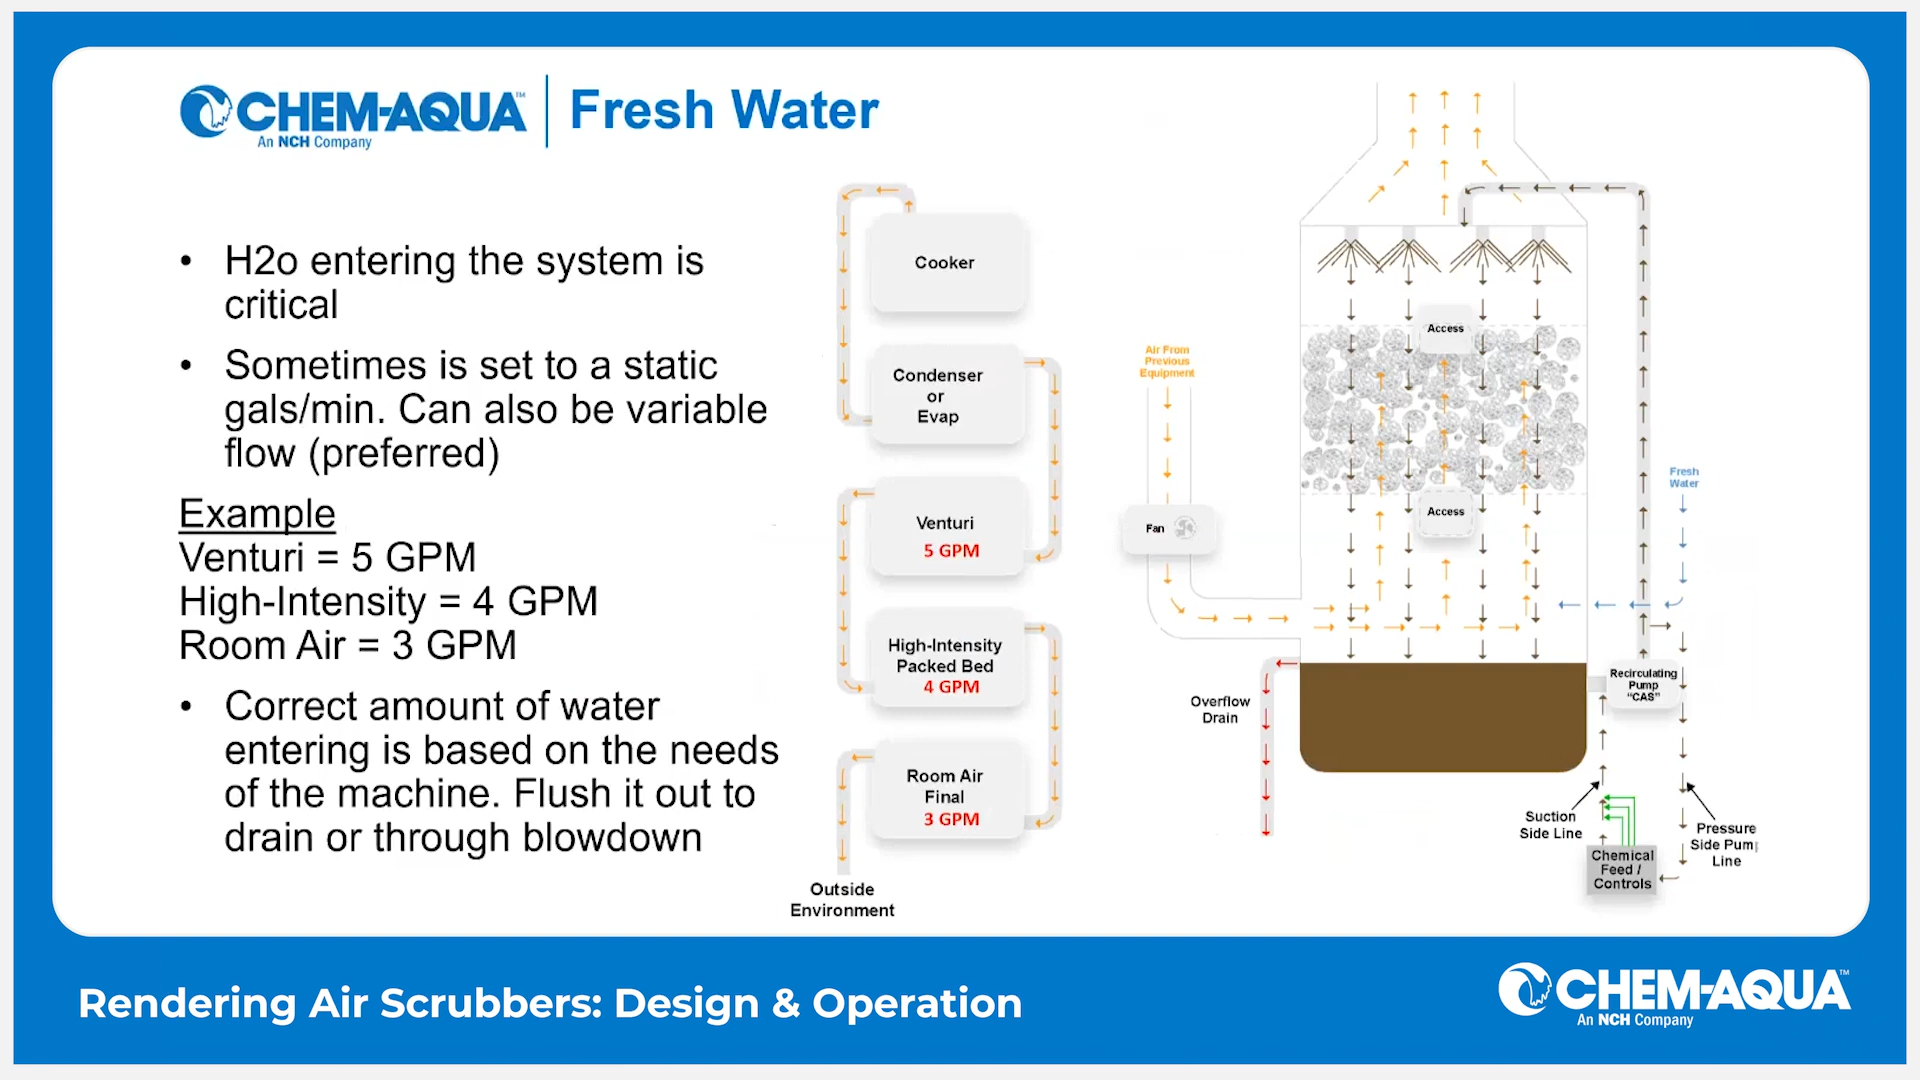 CHEM-AQUA™
An NCH Company
Fresh Water
• H2o entering the system is
critical
• Sometimes is set to a static
gals/min. Can also be variable
flow (preferred)
Example
Venturi = 5 GPM
High-Intensity = 4 GPM
Room Air = 3 GPM
• Correct amount of water
entering is based on the needs
of the machine. Flush it out to
drain or through blowdown
Cooker
Condenser
or
Evap
Venturi
5 GPM
High-Intensity
Packed Bed
4 GPM
Room Air
Final
3 GPM
Outside
Environment
Air From
Previous
Equipment
Fan
Access
Access
Fresh
Water
Overflow
Drain
Recirculating
Pump
“CAS”
Suction
Side Line
Pressure
Side Pump
Line
Chemical
Feed /
Controls
Rendering Air Scrubbers: Design & Operation
CHEM-AQUA™
An NCH Company